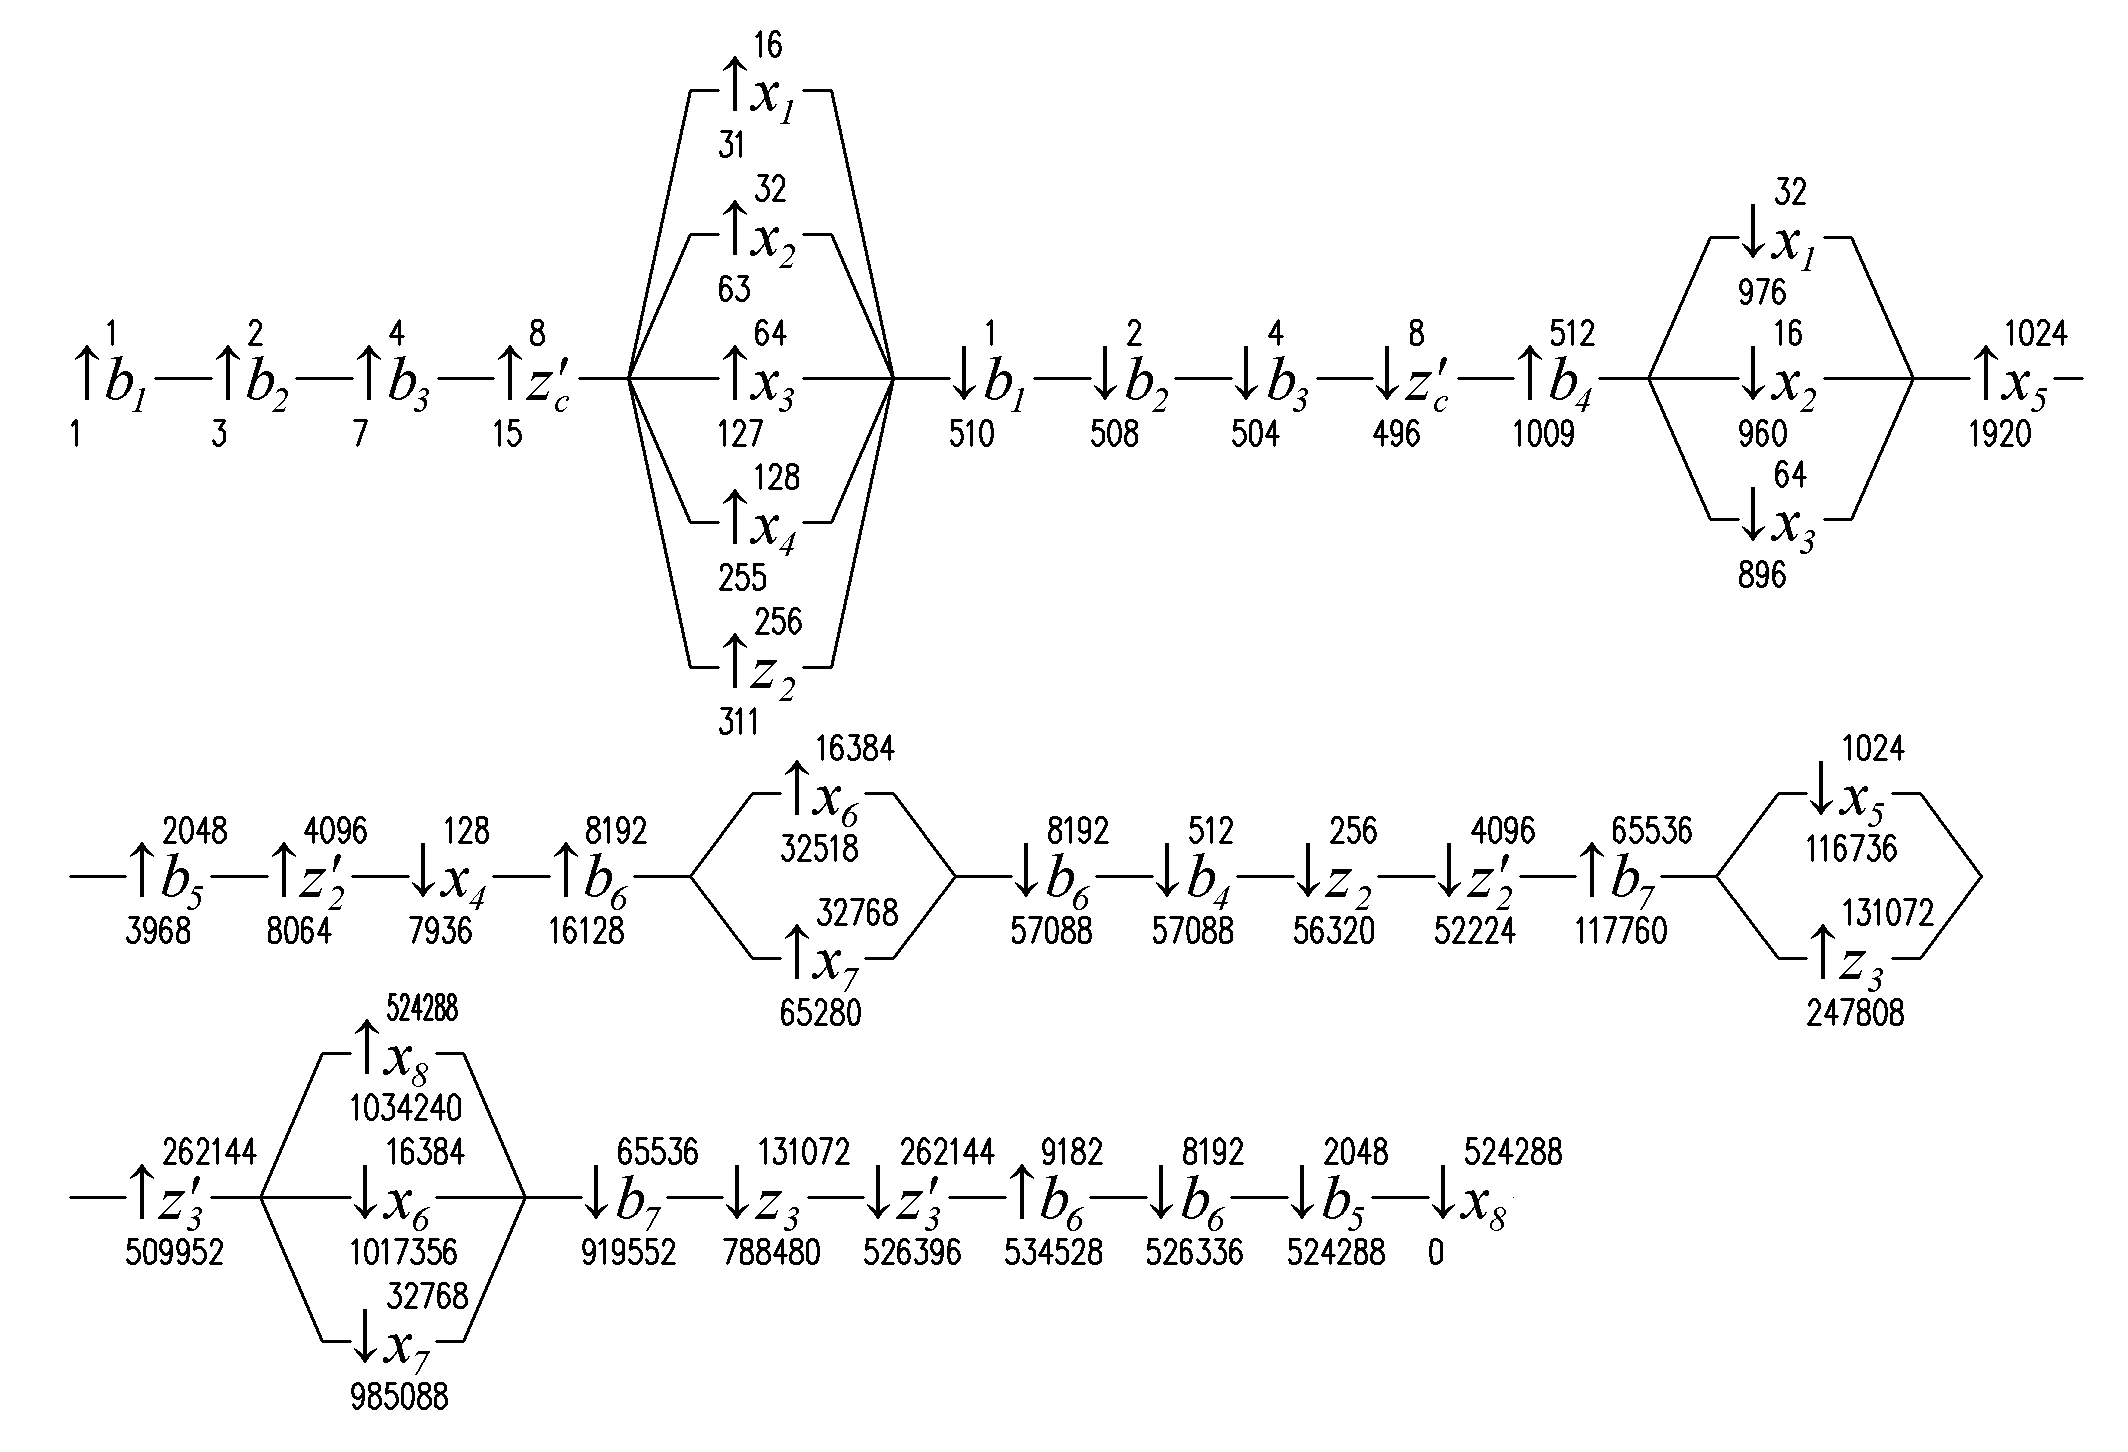 16
↑x₁
31
32
↑x₂
63
1 2 4 8 64 1 2 4 8 512
↑b₁ ↑b₂ ↑b₃ ↑z′c ↑x₃ ↓b₁ ↓b₂ ↓b₃ ↓z′c ↑b₄
1 3 7 15 127 510 508 504 496 1009
128
↑x₄
255
256
↑z₂
311
32
↓x₁
976
16 1024
↓x₂ ↑x₅
960 1920
64
↓x₃
896
16384 1024
↑x₆ ↓x₅
32518 116736
2048 4096 128 8192 8192 512 256 4096 65536
↑b₅ ↑z′₂ ↓x₄ ↑b₆ ↓b₆ ↓b₄ ↓z₂ ↓z′₂ ↑b₇
3968 8064 7936 16128 57088 57088 56320 52224 117760
32768 131072
↑x₇ ↑z₃
65280 247808
524288
↑x₈
1034240
262144 16384 65536 131072 262144 9182 8192 2048 524288
↑z′₃ ↓x₆ ↓b₇ ↓z₃ ↓z′₃ ↑b₆ ↓b₆ ↓b₅ ↓x₈
509952 1017356 919552 788480 526396 534528 526336 524288 0
32768
↓x₇
985088